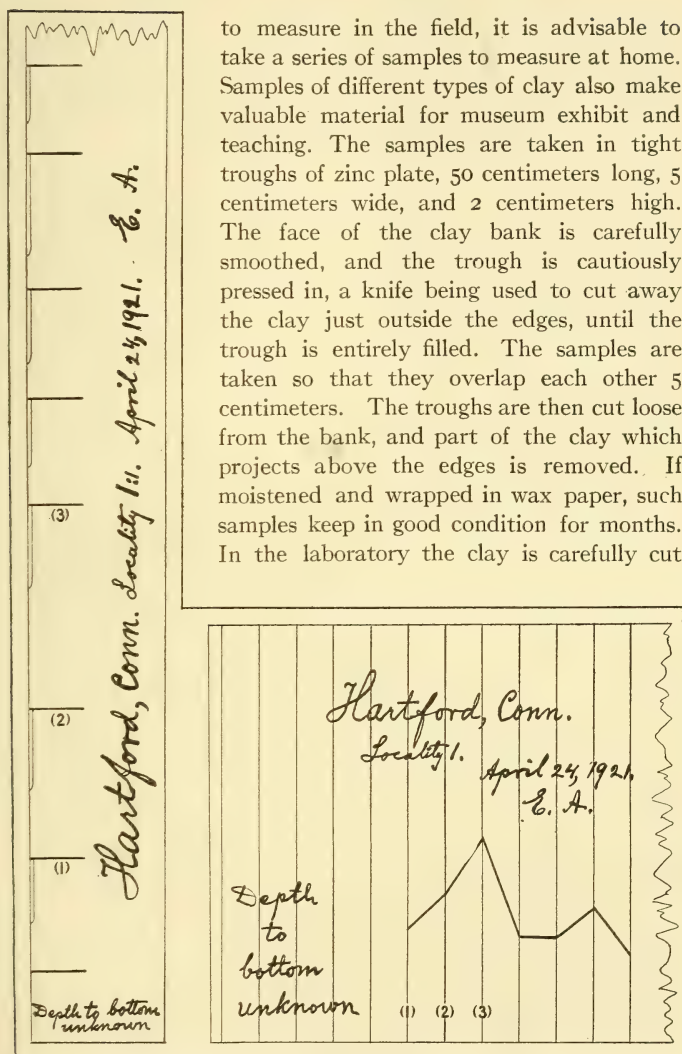 to measure in the field, it is advisable to
take a series of samples to measure at home.
Samples of different types of clay also make
valuable material for museum exhibit and
teaching. The samples are taken in tight
troughs of zinc plate, 50 centimeters long, 5
centimeters wide, and 2 centimeters high.
The face of the clay bank is carefully
smoothed, and the trough is cautiously
pressed in, a knife being used to cut away
the clay just outside the edges, until the
trough is entirely filled. The samples are
taken so that they overlap each other 5
centimeters. The troughs are then cut loose
from the bank, and part of the clay which
projects above the edges is removed. If
moistened and wrapped in wax paper, such
samples keep in good condition for months.
In the laboratory the clay is carefully cut
Hartford, Conn. Locality 1:1. April 24, 1921. E. A.
(3)
(2)
(1)
Depth to bottom
unknown
Hartford, Conn.
Locality 1.
April 24, 1921.
E. A.
Depth
to
bottom
unknown
(1) (2) (3)